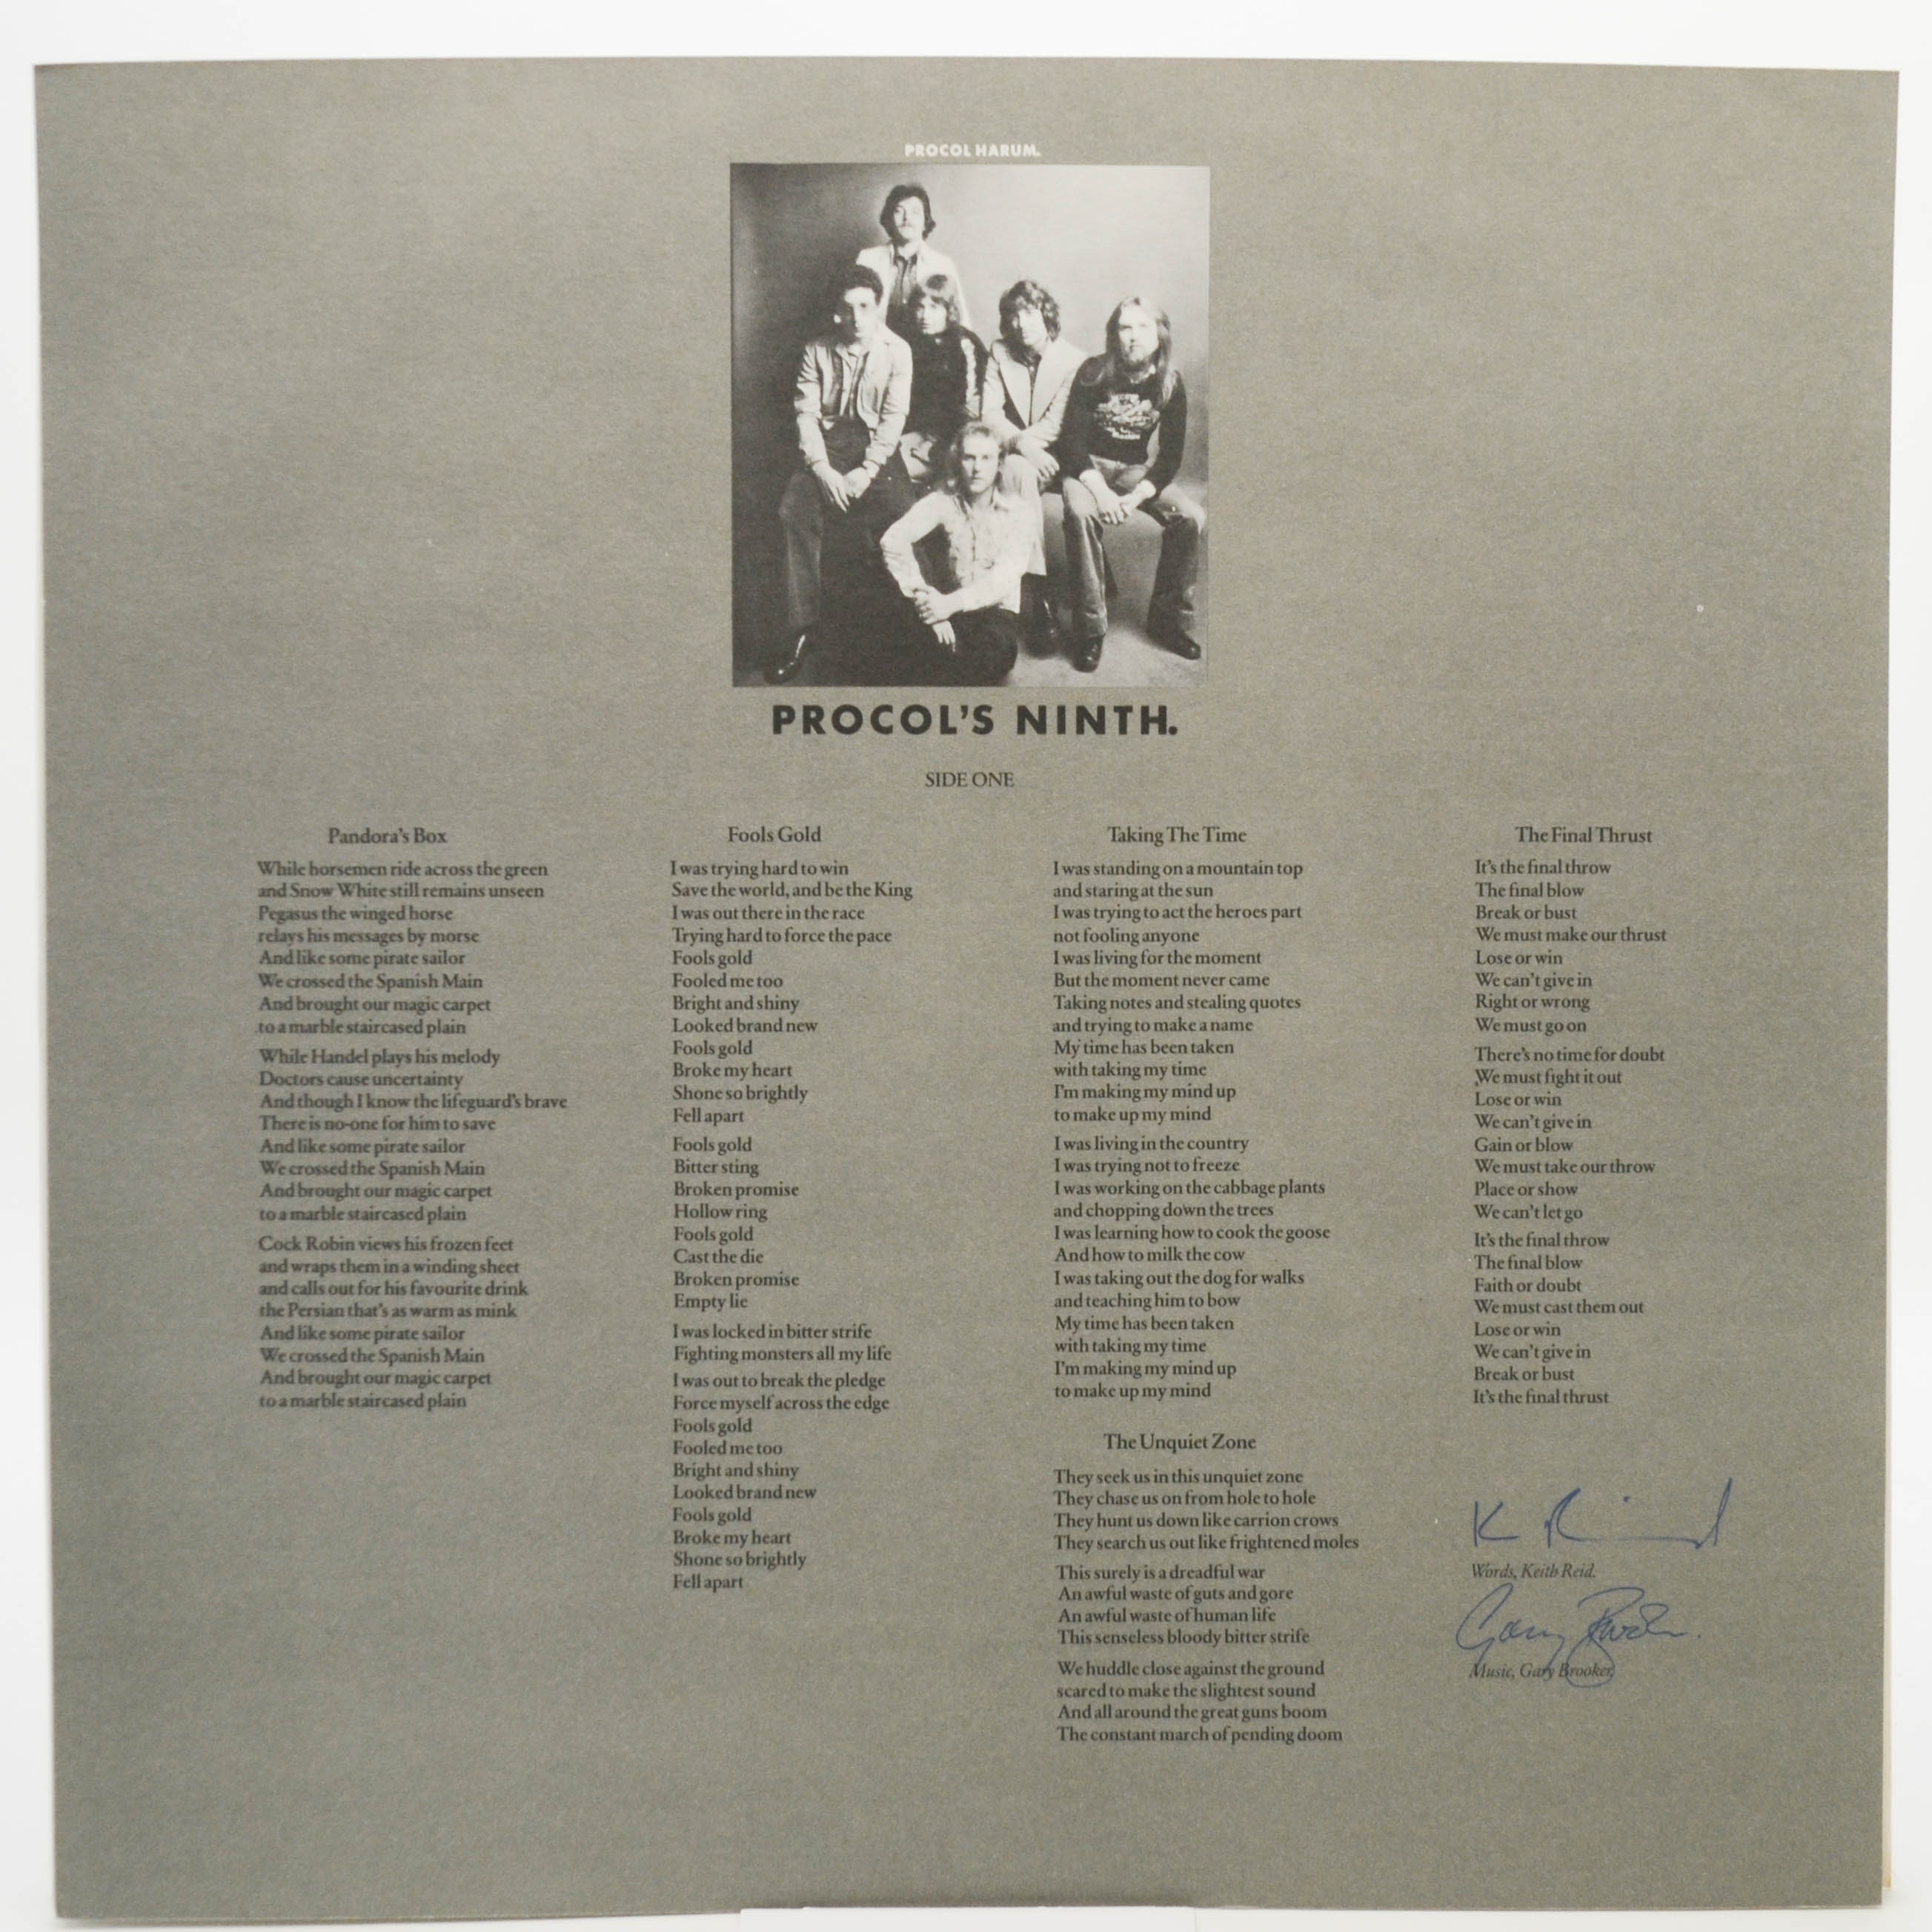 PROCOL HARUM.
PROCOL'S NINTH.
SIDE ONE
Pandora's Box
While horsemen ride across the green
and Snow White still remains unseen
Pegasus the winged horse
relays his messages by morse
And like some pirate sailor
We crossed the Spanish Main
And brought our magic carpet
to a marble staircased plain
While Handel plays his melody
Doctors cause uncertainty
And though I know the lifeguard's brave
There is no-one for him to save
And like some pirate sailor
We crossed the Spanish Main
And brought our magic carpet
to a marble staircased plain
Cock Robin views his frozen feet
and wraps them in a winding sheet
and calls out for his favourite drink
the Persian that's as warm as mink
And like some pirate sailor
We crossed the Spanish Main
And brought our magic carpet
to a marble staircased plain
Fools Gold
I was trying hard to win
Save the world, and be the King
I was out there in the race
Trying hard to force the pace
Fools gold
Fooled me too
Bright and shiny
Looked brand new
Fools gold
Broke my heart
Shone so brightly
Fell apart
Fools gold
Bitter sting
Broken promise
Hollow ring
Fools gold
Cast the die
Broken promise
Empty lie
I was locked in bitter strife
Fighting monsters all my life
I was out to break the pledge
Force myself across the edge
Fools gold
Fooled me too
Bright and shiny
Looked brand new
Fools gold
Broke my heart
Shone so brightly
Fell apart
Taking The Time
I was standing on a mountain top
and staring at the sun
I was trying to act the heroes part
not fooling anyone
I was living for the moment
But the moment never came
Taking notes and stealing quotes
and trying to make a name
My time has been taken
with taking my time
I'm making my mind up
to make up my mind
I was living in the country
I was trying not to freeze
I was working on the cabbage plants
and chopping down the trees
I was learning how to cook the goose
And how to milk the cow
I was taking out the dog for walks
and teaching him to bow
My time has been taken
with taking my time
I'm making my mind up
to make up my mind
The Unquiet Zone
They seek us in this unquiet zone
They chase us on from hole to hole
They hunt us down like carrion crows
They search us out like frightened moles
This surely is a dreadful war
An awful waste of guts and gore
An awful waste of human life
This senseless bloody bitter strife
We huddle close against the ground
scared to make the slightest sound
And all around the great guns boom
The constant march of pending doom
The Final Thrust
It's the final throw
The final blow
Break or bust
We must make our thrust
Lose or win
We can't give in
Right or wrong
We must go on
There's no time for doubt
We must fight it out
Lose or win
We can't give in
Gain or blow
We must take our throw
Place or show
We can't let go
It's the final throw
The final blow
Faith or doubt
We must cast them out
Lose or win
We can't give in
Break or bust
It's the final thrust
K Reid
Words, Keith Reid.
Gary Brooker.
Music, Gary Brooker.